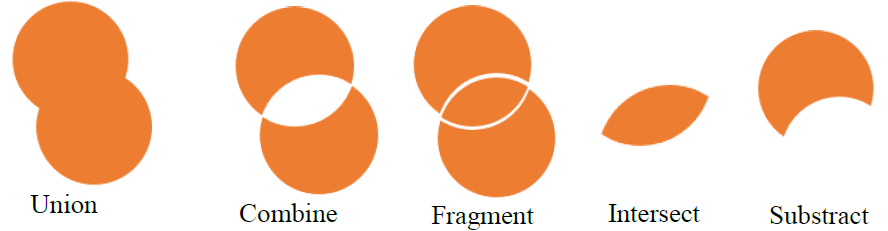 Union
Combine
Fragment
Intersect
Substract